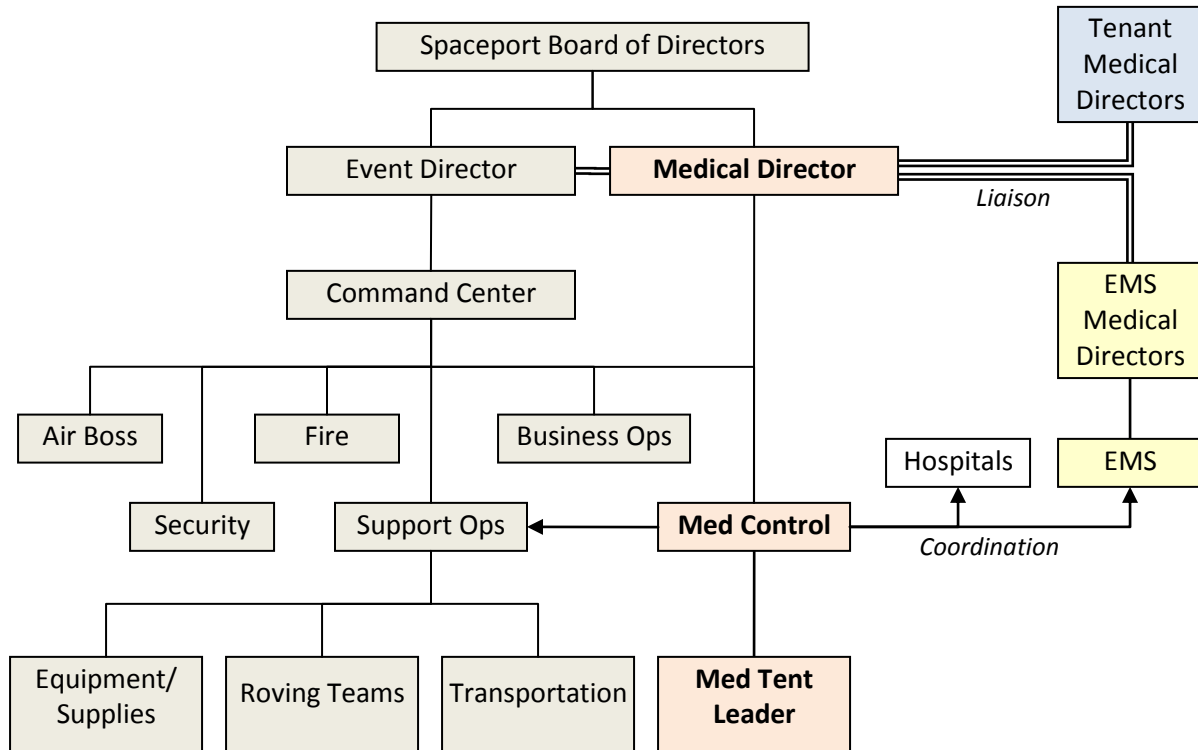 Spaceport Board of Directors
Tenant
Medical
Directors
Event Director
Medical Director
Liaison
Command Center
EMS
Medical
Directors
Air Boss
Fire
Business Ops
Hospitals
EMS
Security
Support Ops
Med Control
Coordination
Equipment/
Supplies
Roving Teams
Transportation
Med Tent
Leader